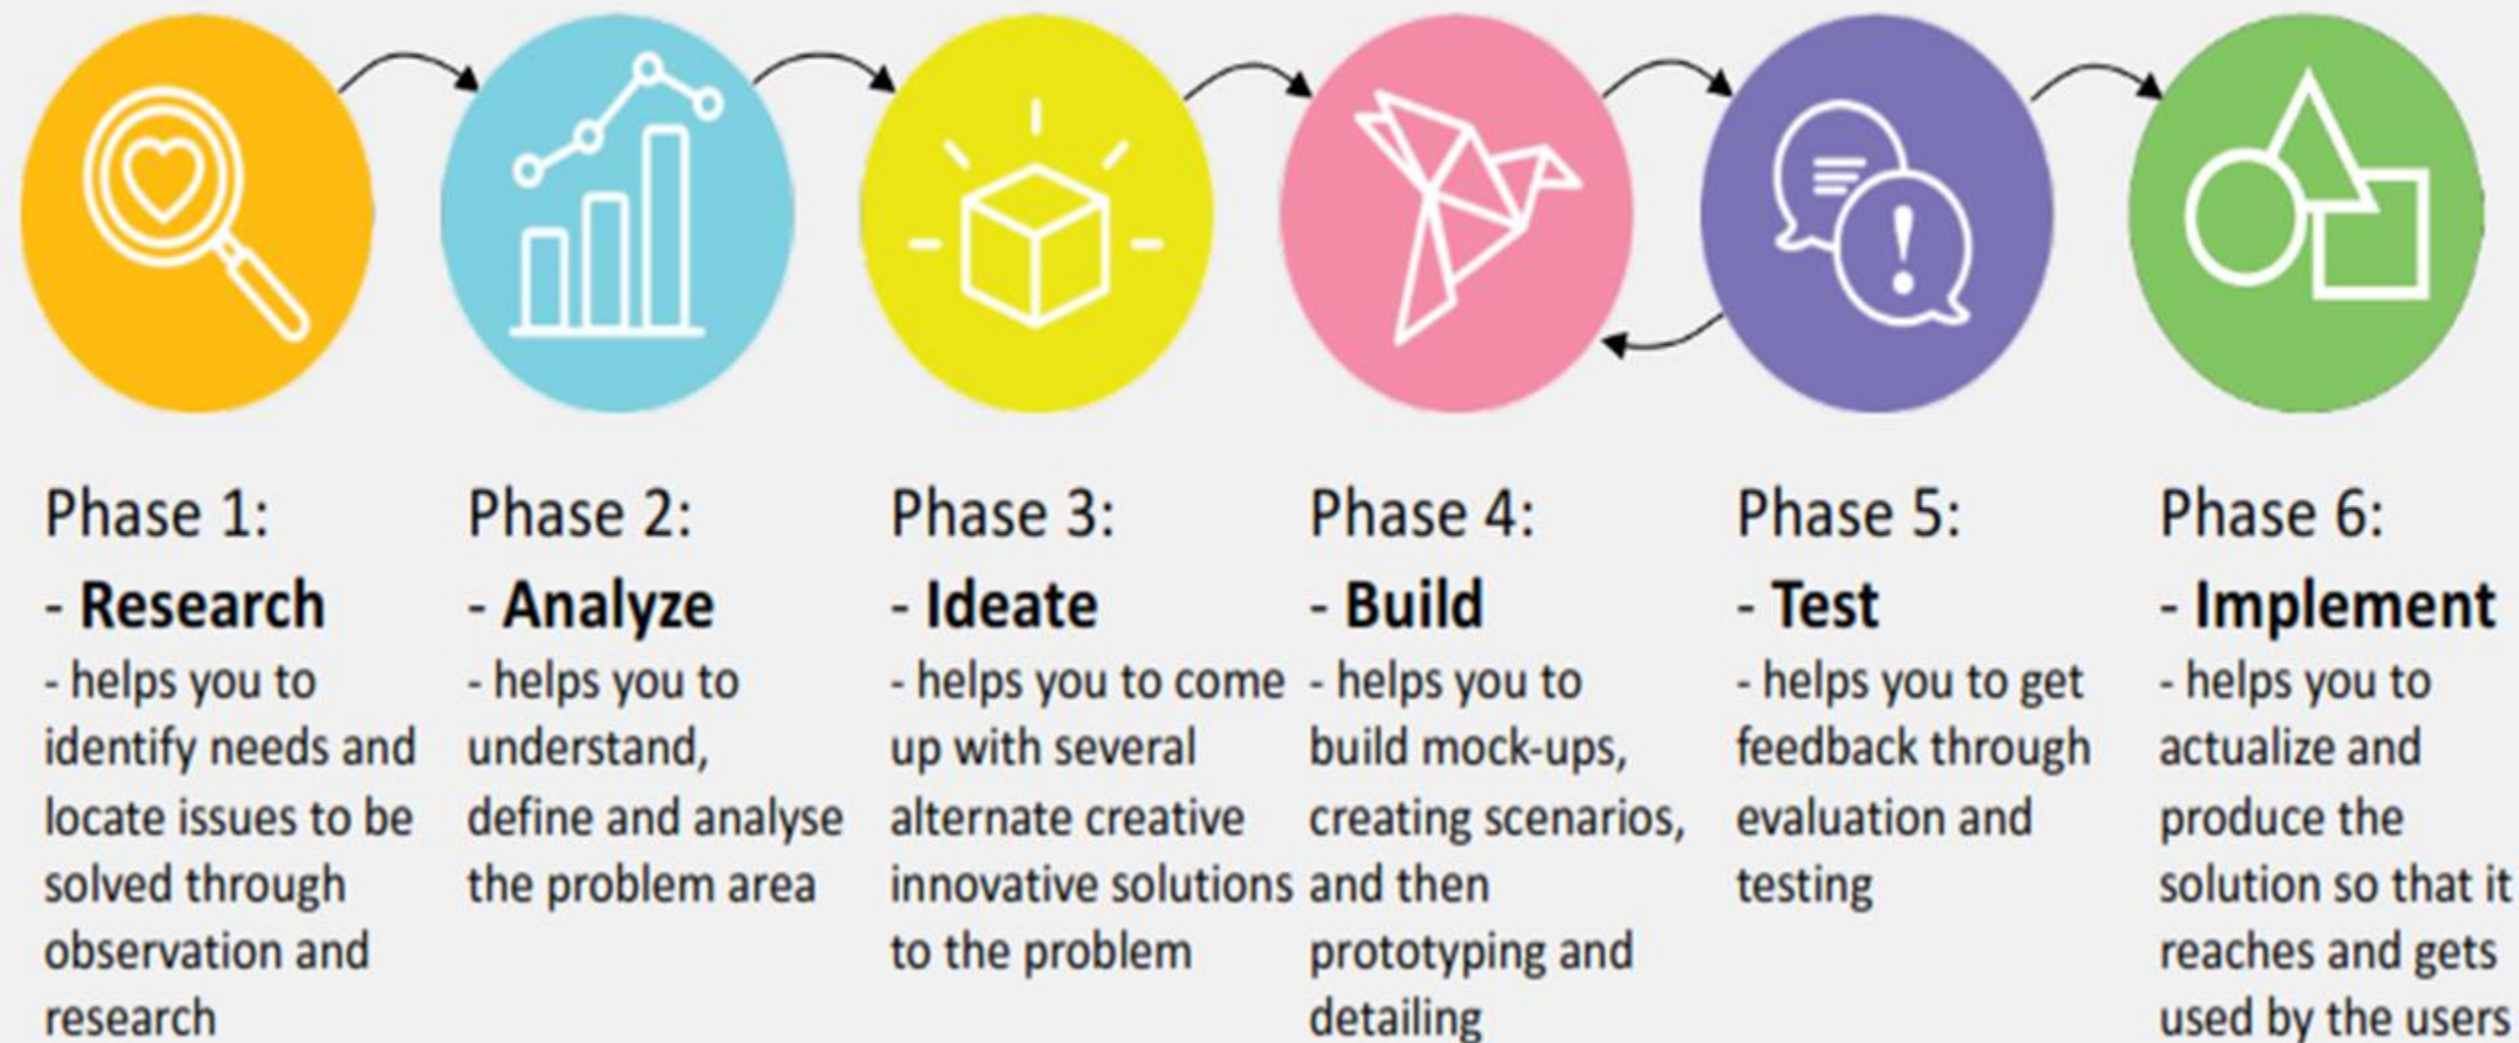 Phase 1:
- Research
- helps you to
identify needs and
locate issues to be
solved through
observation and
research
Phase 2:
- Analyze
- helps you to
understand,
define and analyse
the problem area
Phase 3:
- Ideate
- helps you to come
up with several
alternate creative
innovative solutions
to the problem
Phase 4:
- Build
- helps you to
build mock-ups,
creating scenarios,
and then
prototyping and
detailing
Phase 5:
- Test
- helps you to get
feedback through
evaluation and
testing
Phase 6:
- Implement
- helps you to
actualize and
produce the
solution so that it
reaches and gets
used by the users